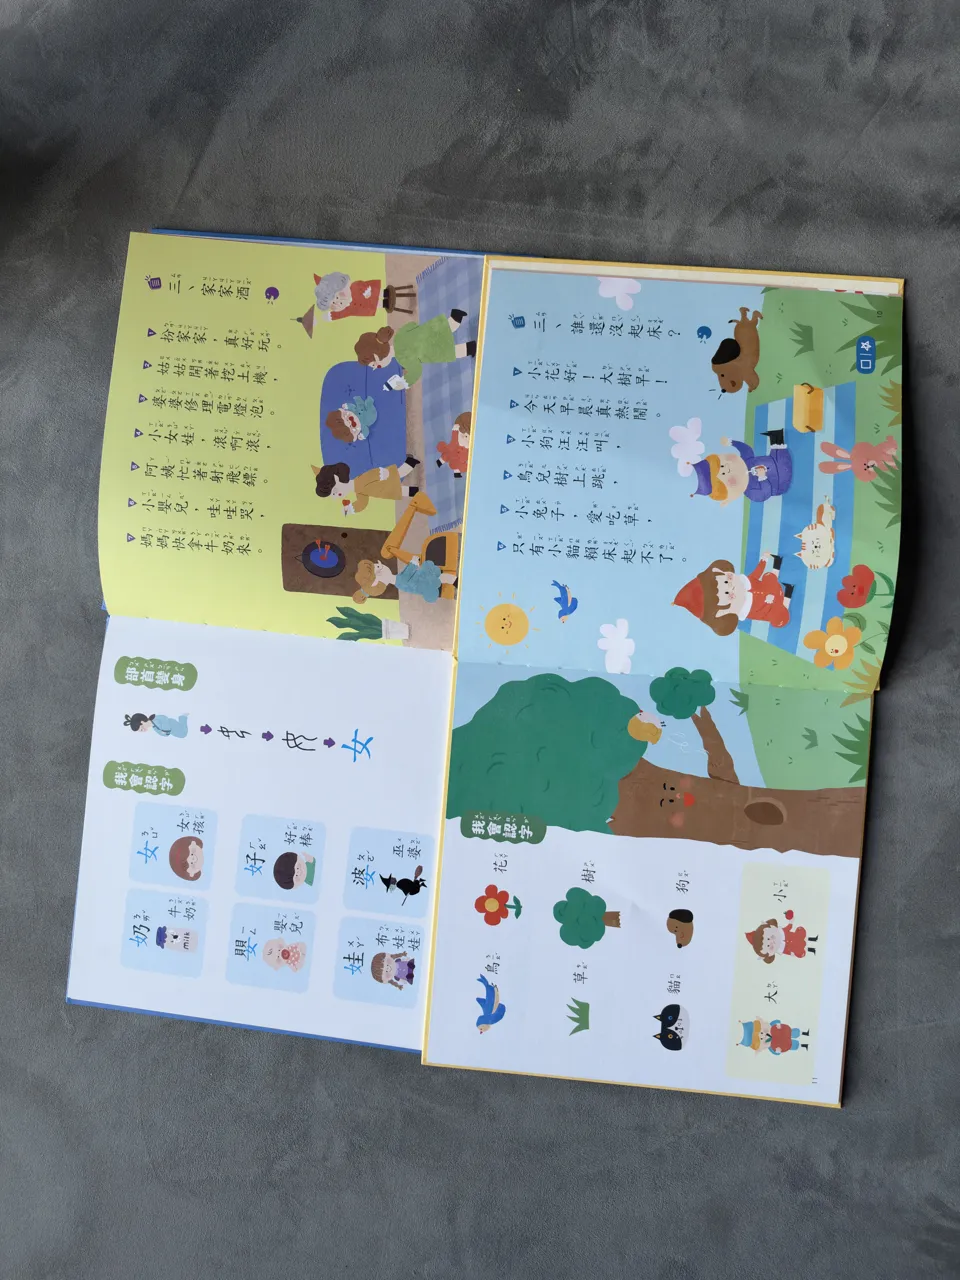 三、家家酒
扮家家，真好玩。
姑姑開著挖土機，
婆婆修理電燈泡。
小女娃，滾啊滾，
阿姨忙著射飛鏢。
小嬰兒，哇哇哭，
媽媽快拿牛奶來。
部首變身
女
我會認字
女 女孩
奶 牛奶
milk
好 好棒
嬰 嬰兒
婆 巫婆
娃 布娃娃
三、誰還沒起床？
小花好！大樹早！
今天早晨真熱鬧。
小狗汪汪叫，
鳥兒樹上跳，
小兔子，愛吃草，
只有小貓賴床起不了。
10
我會認字
花
鳥
樹
草
狗
貓
小
大
11